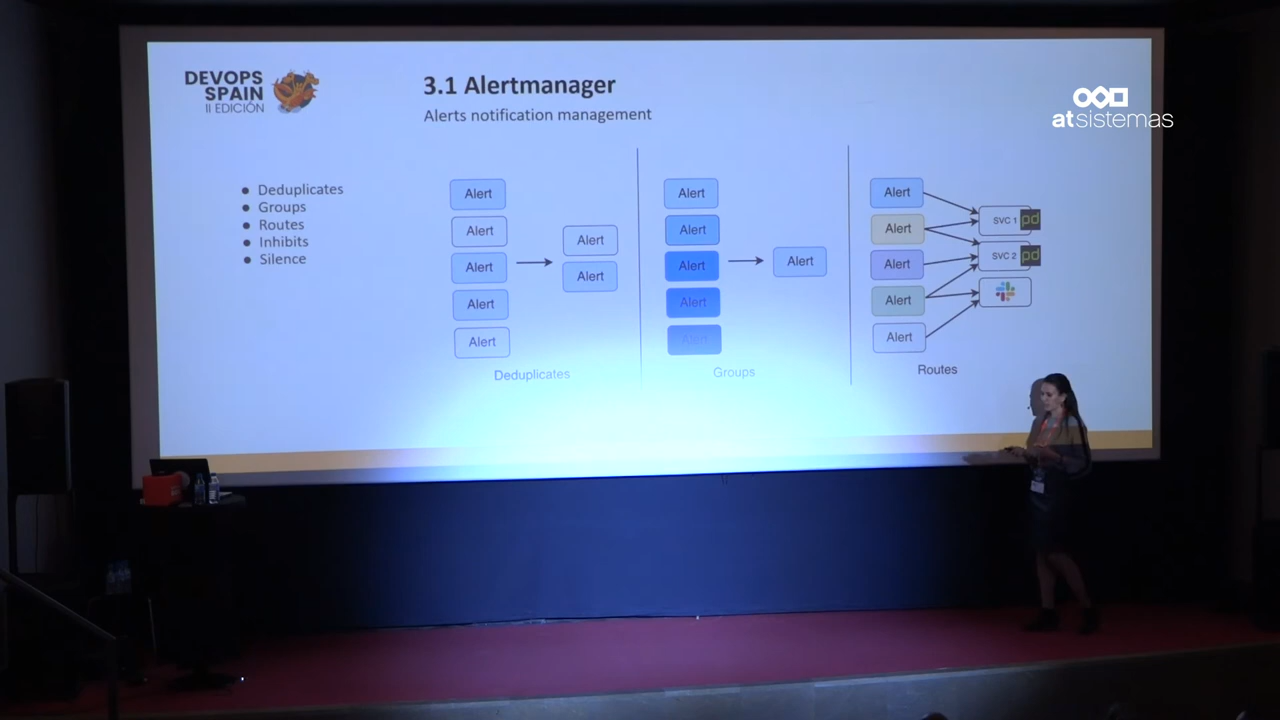 DEVOPS
SPAIN
II EDICIÓN
3.1 Alertmanager
Alerts notification management
atsistemas
Deduplicates
Groups
Routes
Inhibits
Silence
Alert
Alert
Alert
Alert
Alert
Alert
Alert
Deduplicates
Alert
Alert
Alert
Alert
Alert
Alert
Groups
Alert
Alert
Alert
Alert
Alert
SVC 1 pd
SVC 2 pd
Routes